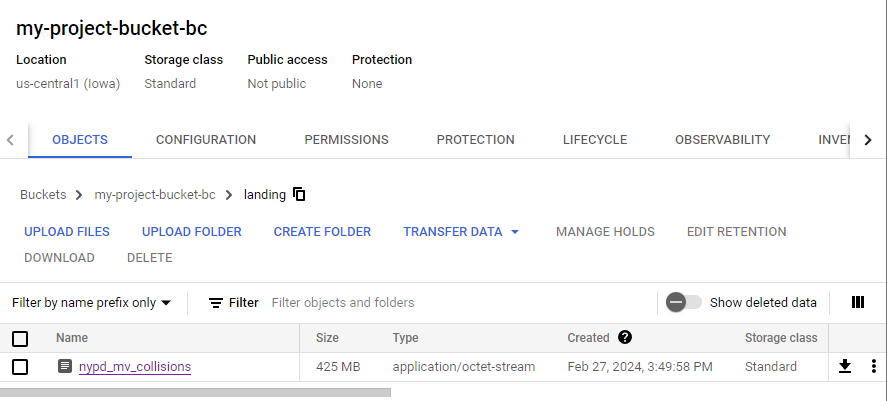 my-project-bucket-bc
Location Storage class Public access Protection
us-central1 (Iowa) Standard Not public None
OBJECTS CONFIGURATION PERMISSIONS PROTECTION LIFECYCLE OBSERVABILITY INVEN
Buckets my-project-bucket-bc landing
UPLOAD FILES UPLOAD FOLDER CREATE FOLDER TRANSFER DATA MANAGE HOLDS EDIT RETENTION
DOWNLOAD DELETE
Filter by name prefix only Filter Filter objects and folders Show deleted data
Name Size Type Created Storage class
nypd_mv_collisions 425 MB application/octet-stream Feb 27, 2024, 3:49:58 PM Standard